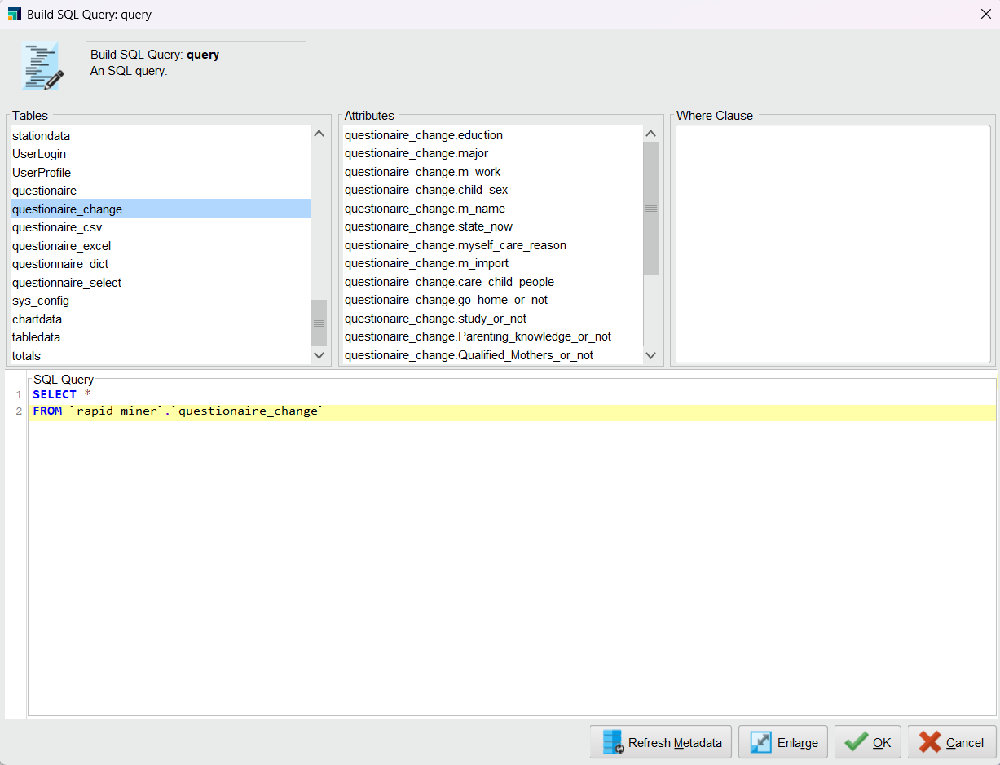 Build SQL Query: query
Build SQL Query: query
An SQL query.
Tables
stationdata
UserLogin
UserProfile
questionaire
questionaire_change
questionaire_csv
questionaire_excel
questionnaire_dict
questionnaire_select
sys_config
chartdata
tabledata
totals
Attributes
questionaire_change.eduction
questionaire_change.major
questionaire_change.m_work
questionaire_change.child_sex
questionaire_change.m_name
questionaire_change.state_now
questionaire_change.myself_care_reason
questionaire_change.m_import
questionaire_change.care_child_people
questionaire_change.go_home_or_not
questionaire_change.study_or_not
questionaire_change.Parenting_knowledge_or_not
questionaire_change.Qualified_Mothers_or_not
Where Clause
SQL Query
1 SELECT *
2 FROM `rapid-miner`.`questionaire_change`
Refresh Metadata
Enlarge
OK
Cancel